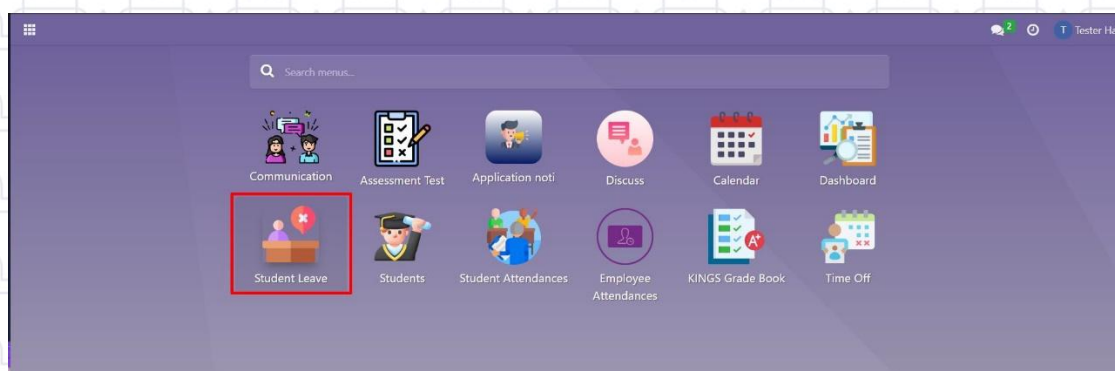 2
T Tester Ha
Search menus...
Communication
Assessment Test
Application noti
Discuss
Calendar
Dashboard
Student Leave
Students
Student Attendances
Employee
Attendances
KINGS Grade Book
Time Off